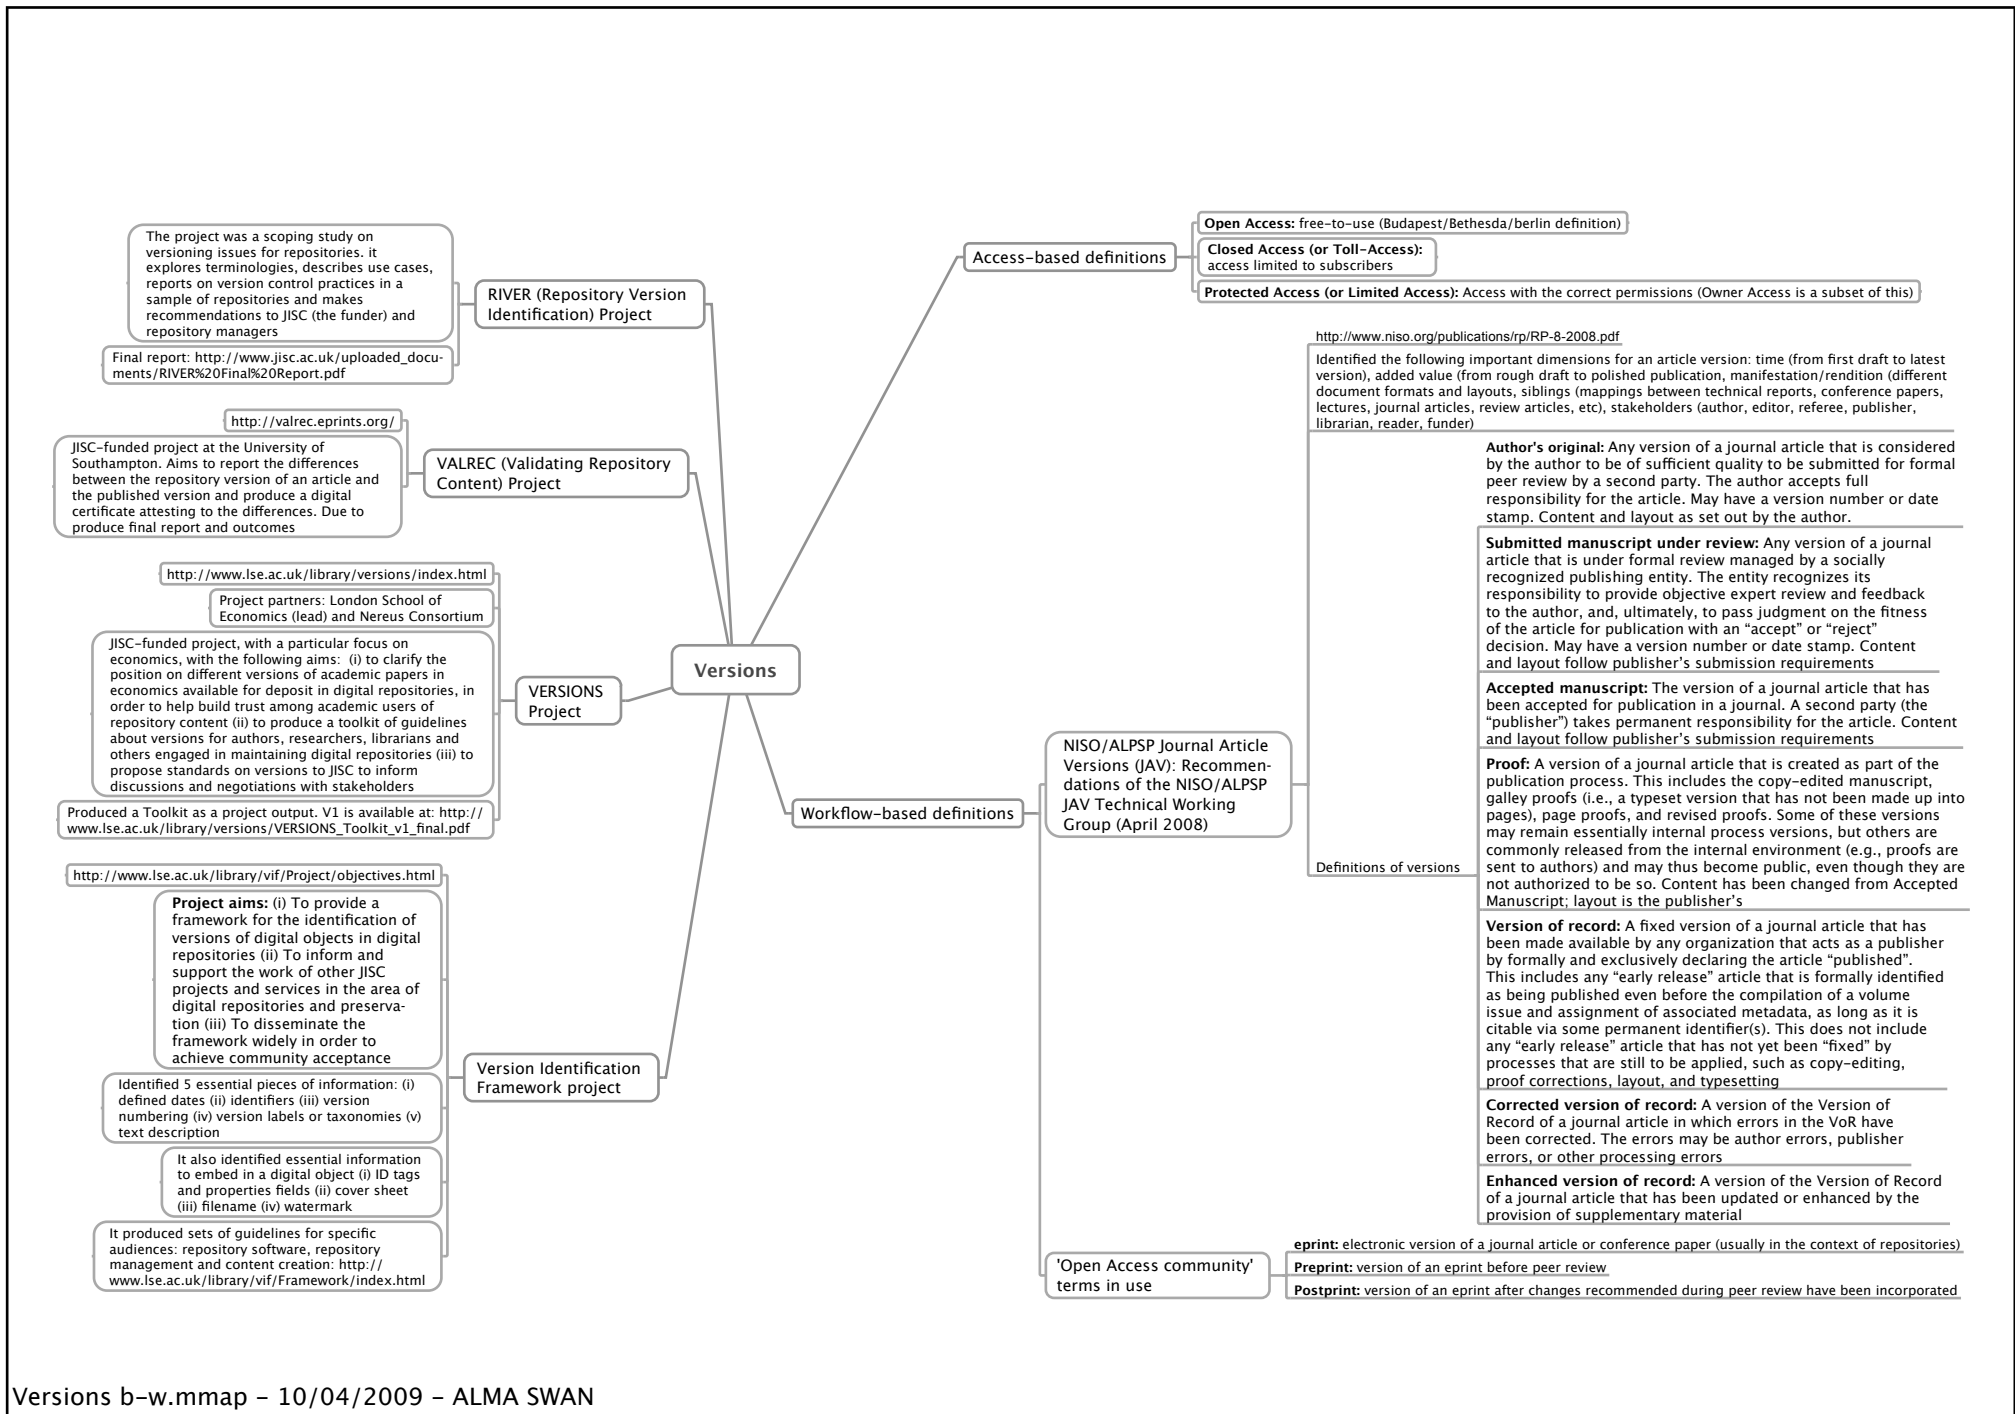 Versions
Access-based definitions
Open Access: free-to-use (Budapest/Bethesda/berlin definition)
Closed Access (or Toll-Access):
access limited to subscribers
Protected Access (or Limited Access): Access with the correct permissions (Owner Access is a subset of this)
Workflow-based definitions
NISO/ALPSP Journal Article
Versions (JAV): Recommen-
dations of the NISO/ALPSP
JAV Technical Working
Group (April 2008)
http://www.niso.org/publications/rp/RP-8-2008.pdf
Identified the following important dimensions for an article version: time (from first draft to latest
version), added value (from rough draft to polished publication, manifestation/rendition (different
document formats and layouts, siblings (mappings between technical reports, conference papers,
lectures, journal articles, review articles, etc), stakeholders (author, editor, referee, publisher,
librarian, reader, funder)
Definitions of versions
Author's original: Any version of a journal article that is considered
by the author to be of sufficient quality to be submitted for formal
peer review by a second party. The author accepts full
responsibility for the article. May have a version number or date
stamp. Content and layout as set out by the author.
Submitted manuscript under review: Any version of a journal
article that is under formal review managed by a socially
recognized publishing entity. The entity recognizes its
responsibility to provide objective expert review and feedback
to the author, and, ultimately, to pass judgment on the fitness
of the article for publication with an “accept” or “reject”
decision. May have a version number or date stamp. Content
and layout follow publisher’s submission requirements
Accepted manuscript: The version of a journal article that has
been accepted for publication in a journal. A second party (the
“publisher”) takes permanent responsibility for the article. Content
and layout follow publisher’s submission requirements
Proof: A version of a journal article that is created as part of the
publication process. This includes the copy-edited manuscript,
galley proofs (i.e., a typeset version that has not been made up into
pages), page proofs, and revised proofs. Some of these versions
may remain essentially internal process versions, but others are
commonly released from the internal environment (e.g., proofs are
sent to authors) and may thus become public, even though they are
not authorized to be so. Content has been changed from Accepted
Manuscript; layout is the publisher’s
Version of record: A fixed version of a journal article that has
been made available by any organization that acts as a publisher
by formally and exclusively declaring the article “published”.
This includes any “early release” article that is formally identified
as being published even before the compilation of a volume
issue and assignment of associated metadata, as long as it is
citable via some permanent identifier(s). This does not include
any “early release” article that has not yet been “fixed” by
processes that are still to be applied, such as copy-editing,
proof corrections, layout, and typesetting
Corrected version of record: A version of the Version of
Record of a journal article in which errors in the VoR have
been corrected. The errors may be author errors, publisher
errors, or other processing errors
Enhanced version of record: A version of the Version of Record
of a journal article that has been updated or enhanced by the
provision of supplementary material
'Open Access community'
terms in use
eprint: electronic version of a journal article or conference paper (usually in the context of repositories)
Preprint: version of an eprint before peer review
Postprint: version of an eprint after changes recommended during peer review have been incorporated
RIVER (Repository Version
Identification) Project
The project was a scoping study on
versioning issues for repositories. it
explores terminologies, describes use cases,
reports on version control practices in a
sample of repositories and makes
recommendations to JISC (the funder) and
repository managers
Final report: http://www.jisc.ac.uk/uploaded_docu-
ments/RIVER%20Final%20Report.pdf
VALREC (Validating Repository
Content) Project
http://valrec.eprints.org/
JISC-funded project at the University of
Southampton. Aims to report the differences
between the repository version of an article and
the published version and produce a digital
certificate attesting to the differences. Due to
produce final report and outcomes
VERSIONS
Project
http://www.lse.ac.uk/library/versions/index.html
Project partners: London School of
Economics (lead) and Nereus Consortium
JISC-funded project, with a particular focus on
economics, with the following aims:  (i) to clarify the
position on different versions of academic papers in
economics available for deposit in digital repositories, in
order to help build trust among academic users of
repository content (ii) to produce a toolkit of guidelines
about versions for authors, researchers, librarians and
others engaged in maintaining digital repositories (iii) to
propose standards on versions to JISC to inform
discussions and negotiations with stakeholders
Produced a Toolkit as a project output. V1 is available at: http://
www.lse.ac.uk/library/versions/VERSIONS_Toolkit_v1_final.pdf
Version Identification
Framework project
http://www.lse.ac.uk/library/vif/Project/objectives.html
Project aims: (i) To provide a
framework for the identification of
versions of digital objects in digital
repositories (ii) To inform and
support the work of other JISC
projects and services in the area of
digital repositories and preserva-
tion (iii) To disseminate the
framework widely in order to
achieve community acceptance
Identified 5 essential pieces of information: (i)
defined dates (ii) identifiers (iii) version
numbering (iv) version labels or taxonomies (v)
text description
It also identified essential information
to embed in a digital object (i) ID tags
and properties fields (ii) cover sheet
(iii) filename (iv) watermark
It produced sets of guidelines for specific
audiences: repository software, repository
management and content creation: http://
www.lse.ac.uk/library/vif/Framework/index.html
Versions b-w.mmap - 10/04/2009 - ALMA SWAN